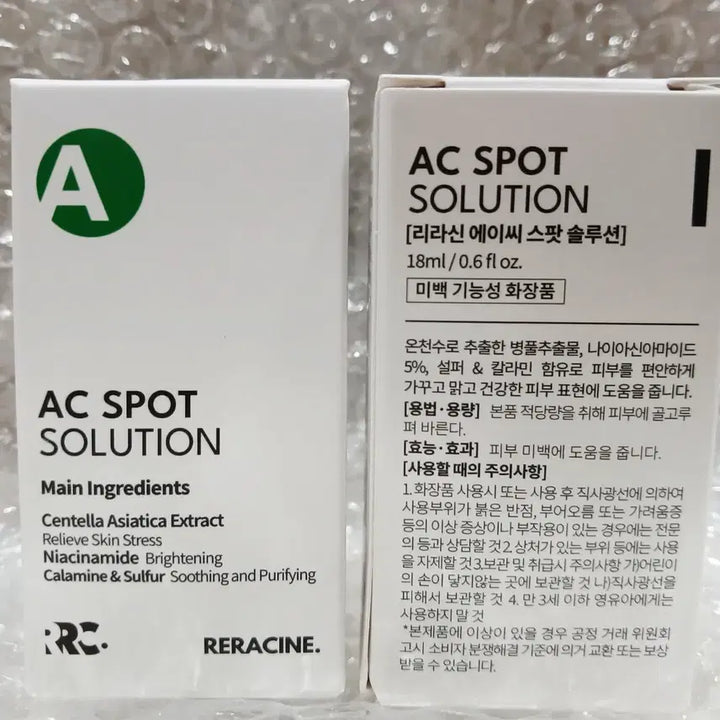 A
AC SPOT
SOLUTION
Main Ingredients
Centella Asiatica Extract
Relieve Skin Stress
Niacinamide Brightening
Calamine & Sulfur Soothing and Purifying
RRC.
RERACINE.
AC SPOT
SOLUTION
[리라신 에이씨 스팟 솔루션]
18ml / 0.6 fl oz.
미백 기능성 화장품
온천수로 추출한 병풀추출물, 나이아신아마이드
5%, 설퍼 & 칼라민 함유로 피부를 편안하게
가꾸고 맑고 건강한 피부 표현에 도움을 줍니다.
[용법·용량] 본품 적당량을 취해 피부에 골고루
펴 바른다.
[효능·효과] 피부 미백에 도움을 줍니다.
[사용할 때의 주의사항]
1. 화장품 사용시 또는 사용 후 직사광선에 의하여
사용부위가 붉은 반점, 부어오름 또는 가려움증
등의 이상 증상이나 부작용이 있는 경우에는 전문
의 등과 상담할 것 2.상처가 있는 부위 등에는 사용
을 자제할 것 3.보관 및 취급시 주의사항 가)어린이
의 손이 닿지않는 곳에 보관할 것 나)직사광선을
피해서 보관할 것 4. 만 3세 이하 영유아에게는
사용하지 말 것
*본제품에 이상이 있을 경우 공정 거래 위원회
고시 소비자 분쟁해결 기준에 의거 교환 또는 보상
받을 수 있습니다.